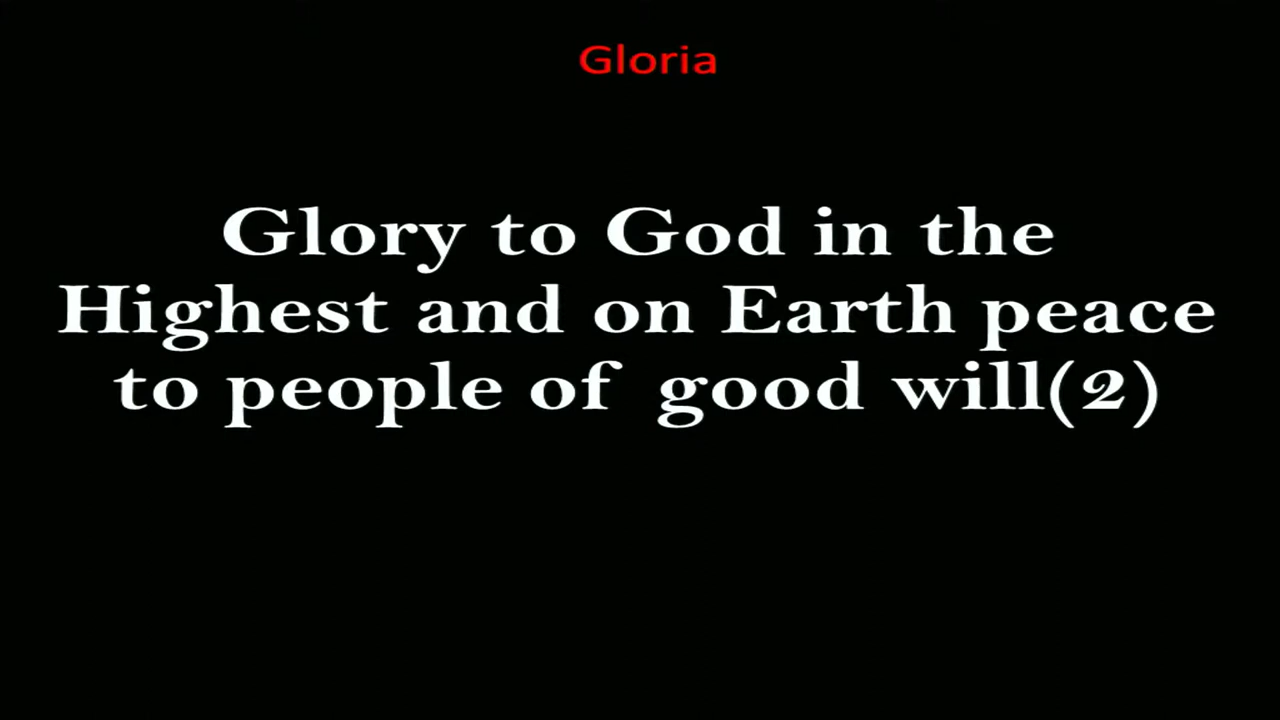 Gloria
Glory to God in the
Highest and on Earth peace
to people of good will(2)